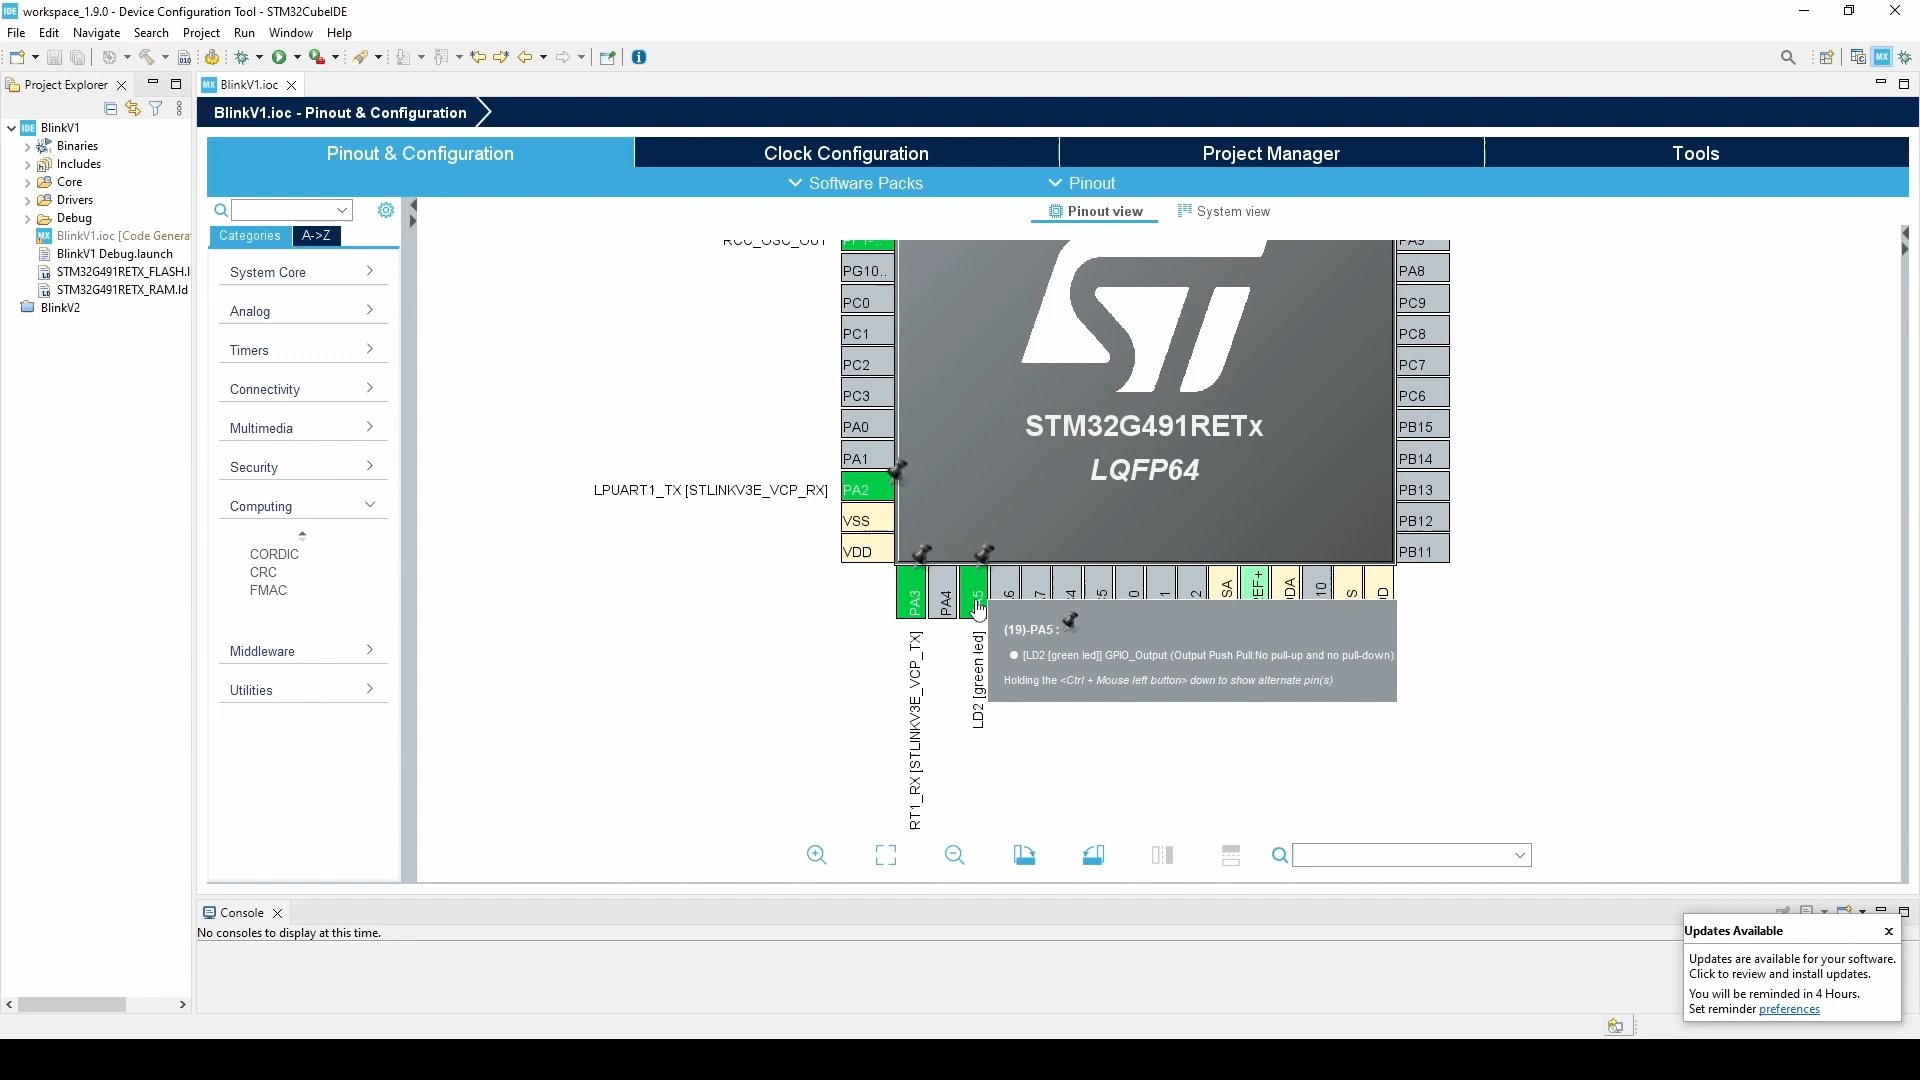 workspace_1.9.0 - Device Configuration Tool - STM32CubeIDE
File Edit Navigate Search Project Run Window Help
Project Explorer
BlinkV1
Binaries
Includes
Core
Drivers
Debug
BlinkV1.ioc [Code Genera
BlinkV1 Debug.launch
STM32G491RETX_FLASH.l
STM32G491RETX_RAM.ld
BlinkV2
BlinkV1.ioc
BlinkV1.ioc - Pinout & Configuration
Pinout & Configuration
Clock Configuration
Project Manager
Tools
Software Packs
Pinout
Pinout view
System view
Categories
A->Z
System Core
Analog
Timers
Connectivity
Multimedia
Security
Computing
CORDIC
CRC
FMAC
Middleware
Utilities
RCC_OSC_OUT
PF1-..
PG10..
PC0
PC1
PC2
PC3
PA0
PA1
LPUART1_TX [STLINKV3E_VCP_RX]
PA2
VSS
VDD
ST
STM32G491RETx
LQFP64
PA9
PA8
PC9
PC8
PC7
PC6
PB15
PB14
PB13
PB12
PB11
PA3
PA4
RT1_RX [STLINKV3E_VCP_TX]
LD2 [green led]
(19)-PA5 :
[LD2 [green led]] GPIO_Output (Output Push Pull:No pull-up and no pull-down)
Holding the <Ctrl + Mouse left button> down to show alternate pin(s)
Console
No consoles to display at this time.
Updates Available
Updates are available for your software.
Click to review and install updates.
You will be reminded in 4 Hours.
Set reminder preferences